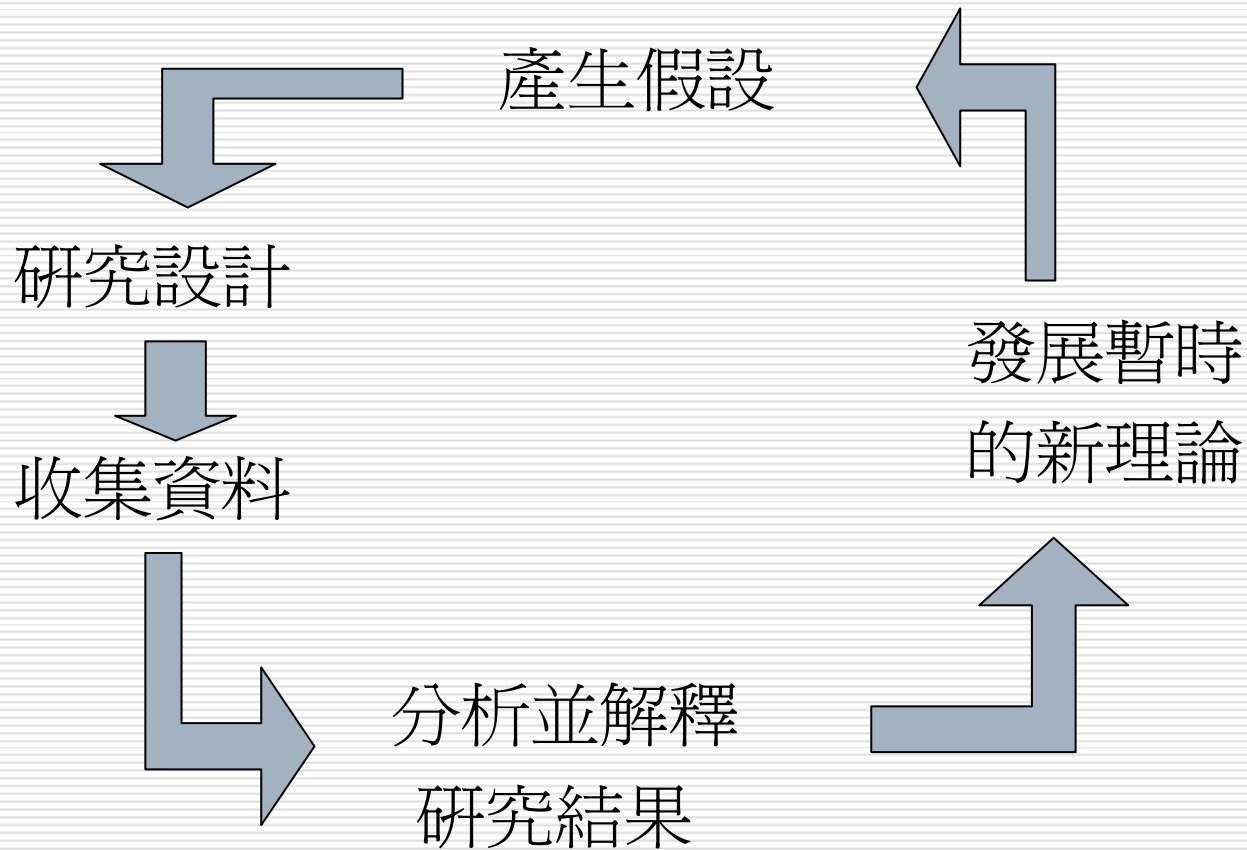 產生假設
研究設計
收集資料
分析並解釋
研究結果
發展暫時
的新理論